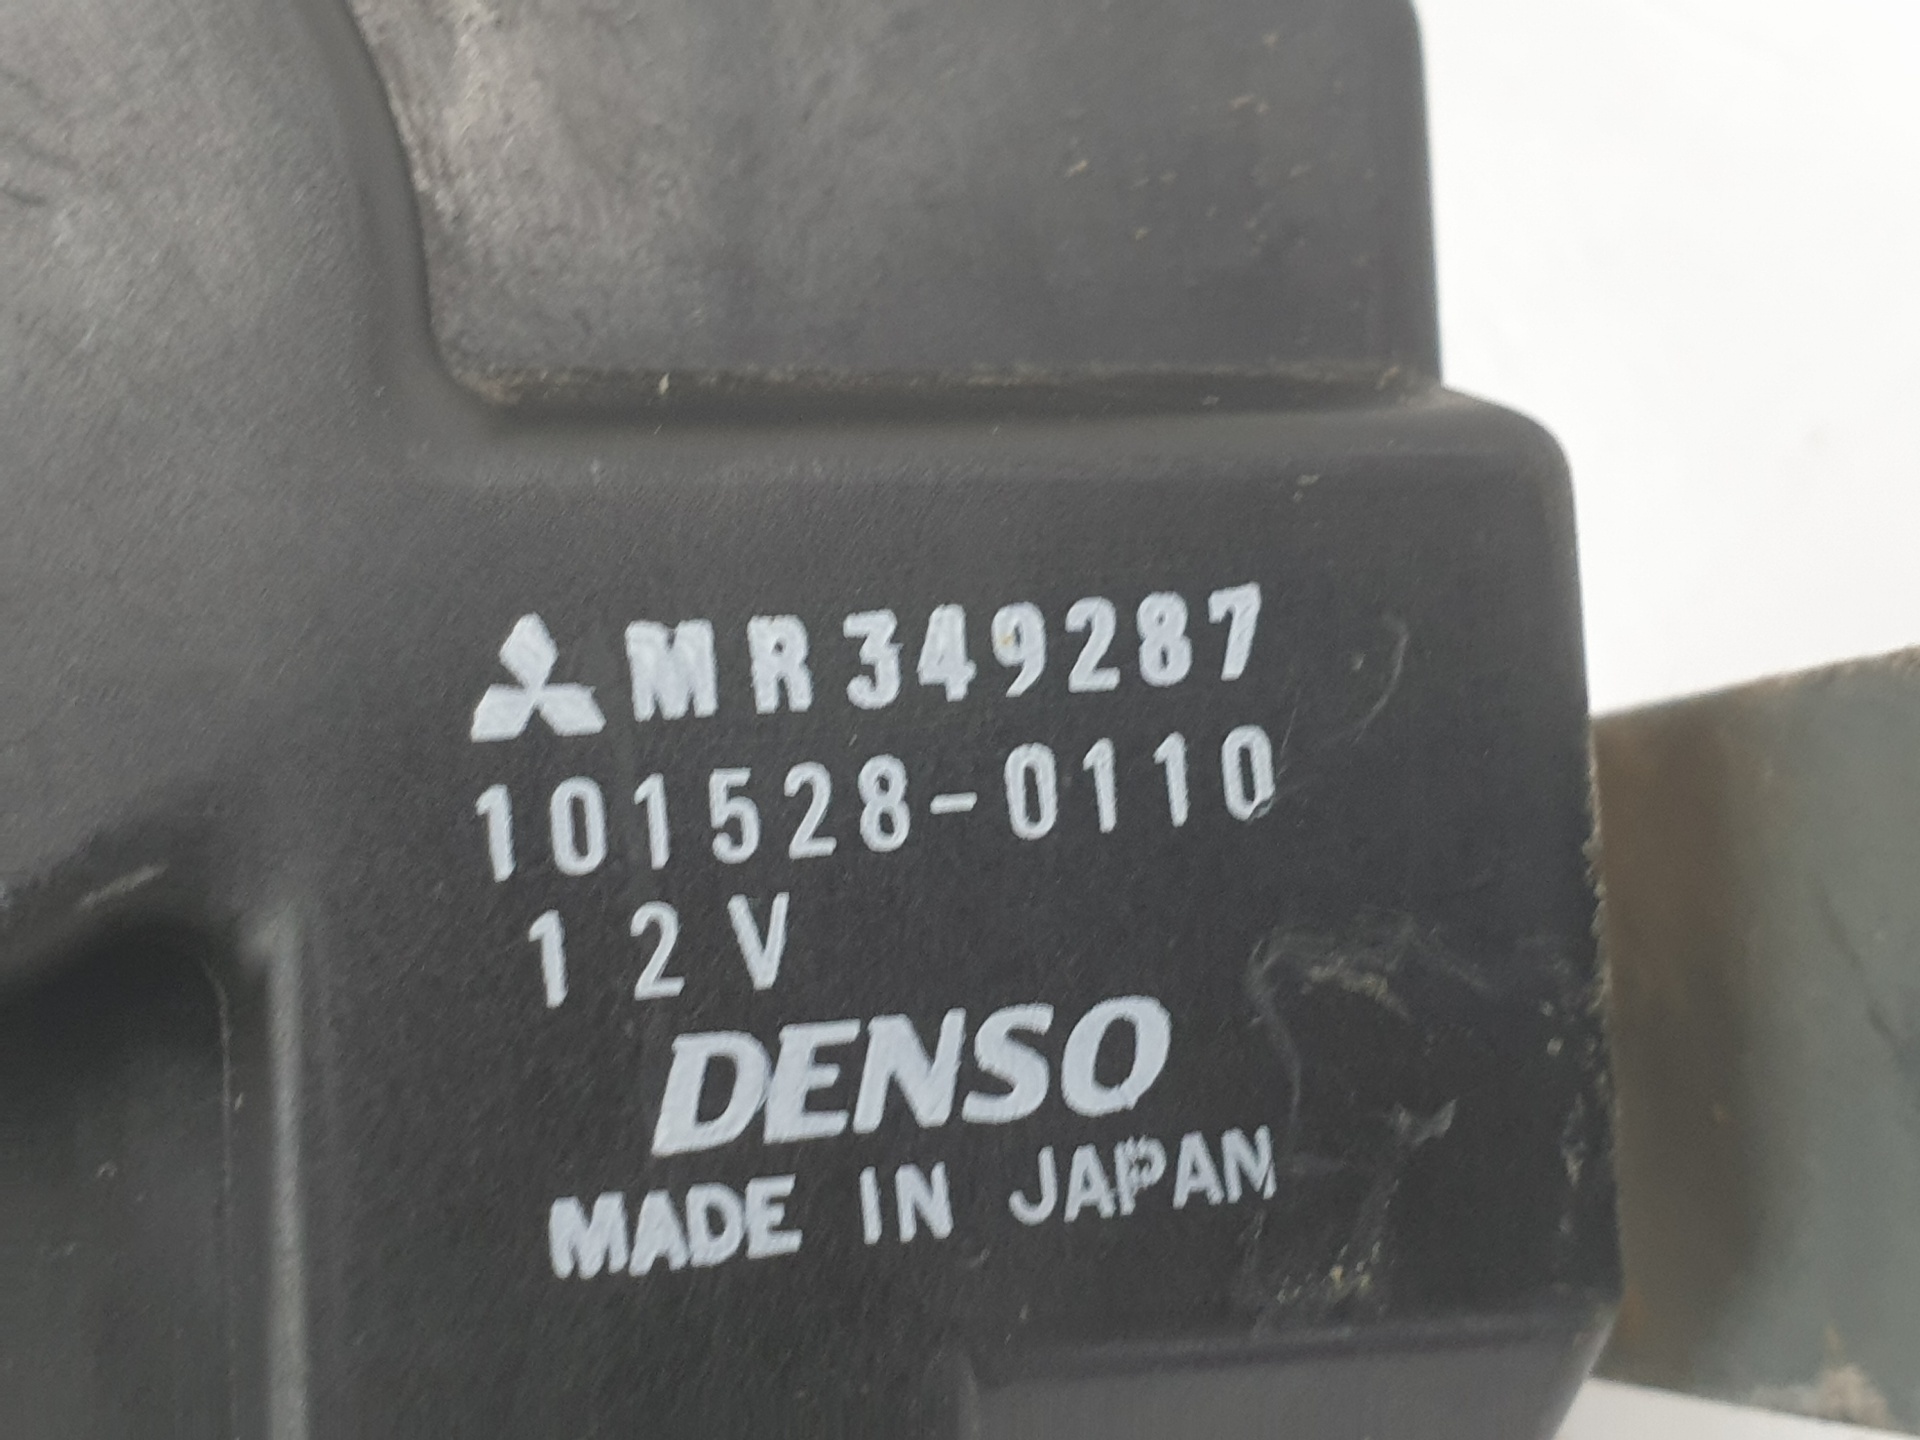 MR349287
101528-0110
12V
DENSO
MADE IN JAPAN